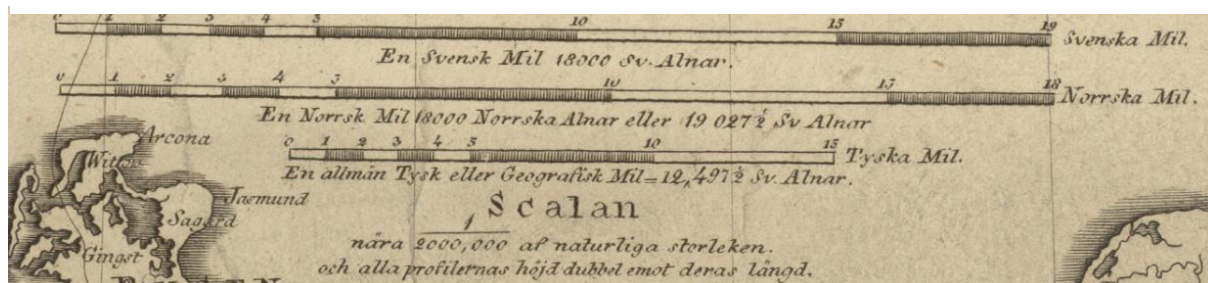 0 1 2 3 4 5 10 15 19
Svenska Mil.
En Svensk Mil 18000 Sv. Alnar.
0 1 2 3 4 5 10 15 18
Norrska Mil.
En Norrsk Mil 18000 Norrska Alnar eller 19 027½ Sv Alnar
0 1 2 3 4 5 10 15
Tyska Mil.
En allmän Tysk eller Geografisk Mil=12,497½ Sv. Alnar.
Arcona
Wittow
Jasmund
Sagard
Gingst
Scalan
nära 1/2000,000 af naturliga storleken.
och alla profilernas höjd dubbel emot deras längd.